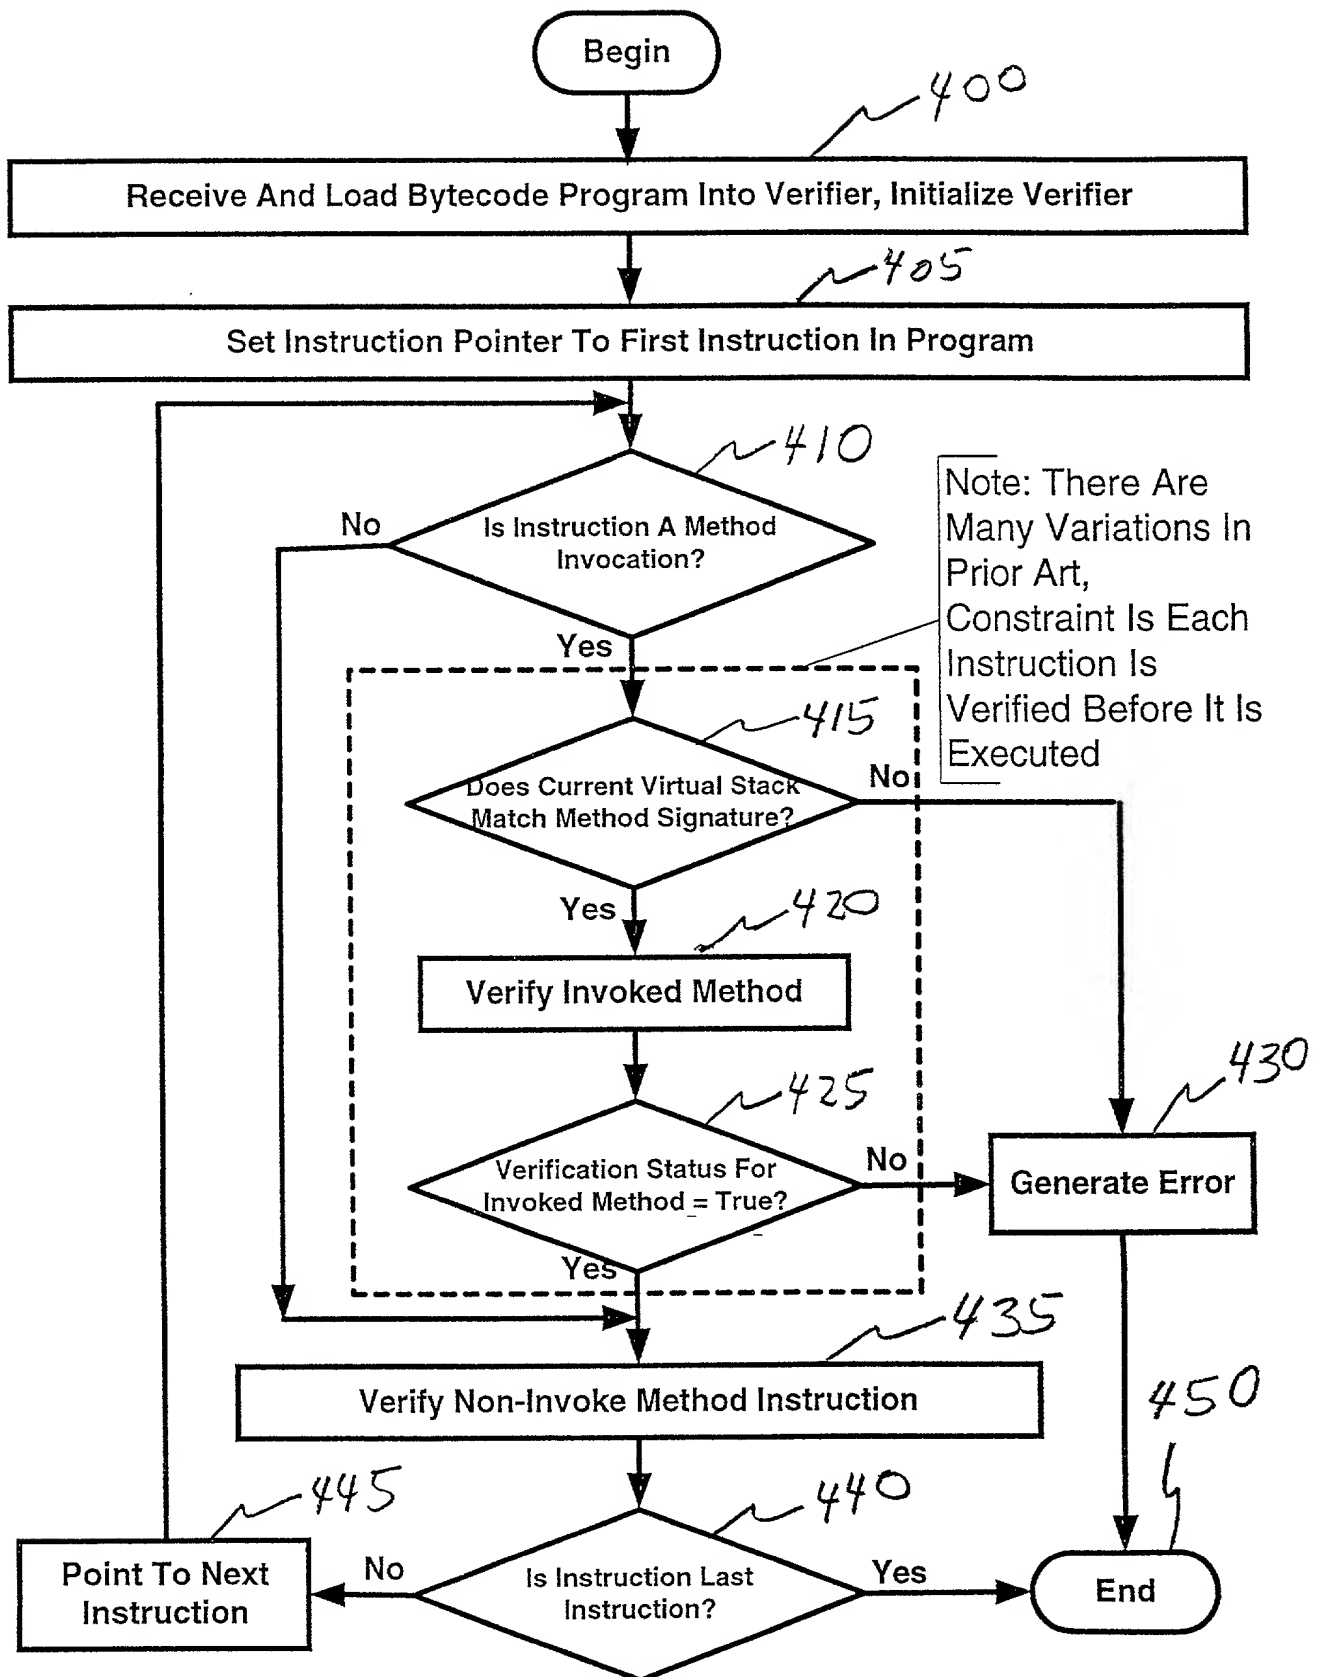 Begin
400
Receive And Load Bytecode Program Into Verifier, Initialize Verifier
405
Set Instruction Pointer To First Instruction In Program
410
Is Instruction A Method
Invocation?
No
Yes
Note: There Are
Many Variations In
Prior Art,
Constraint Is Each
Instruction Is
Verified Before It Is
Executed
415
Does Current Virtual Stack
Match Method Signature?
No
Yes
420
Verify Invoked Method
425
Verification Status For
Invoked Method = True?
No
Yes
430
Generate Error
435
Verify Non-Invoke Method Instruction
440
Is Instruction Last
Instruction?
No
Yes
445
Point To Next
Instruction
450
End